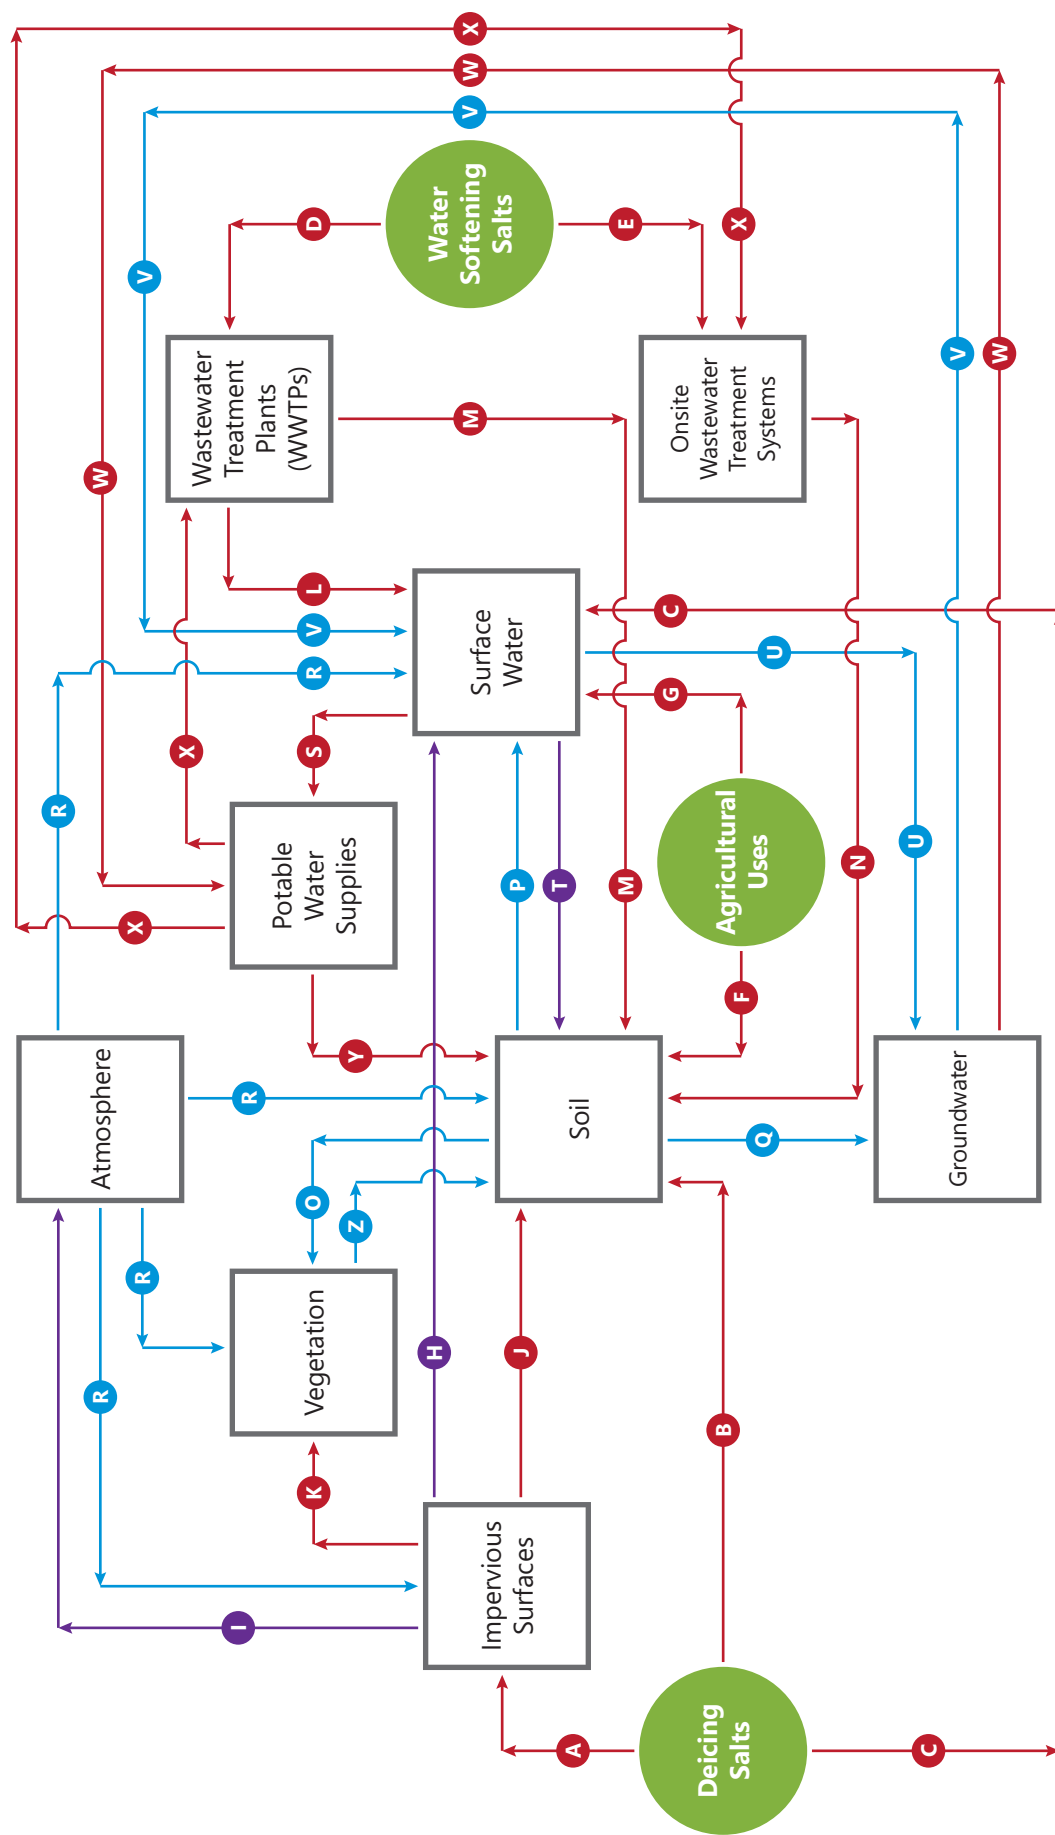 R
Atmosphere
R
W
R
X
V
X
Wastewater
Treatment
Plants
(WWTPs)
I
R
Vegetation
Potable
Water
Supplies
K
O
S
R
V
L
D
Z
Y
H
Water
Softening
Salts
M
V
W
X
Impervious
Surfaces
Surface
Water
J
P
T
Soil
A
M
E
G
C
Deicing
Salts
B
F
Agricultural
Uses
Onsite
Wastewater
Treatment
Systems
X
Q
U
N
U
C
Groundwater
V
W